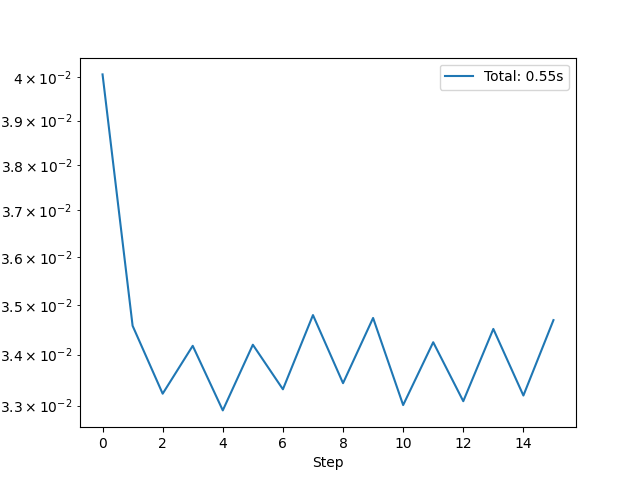 Total: 0.55s
4 × 10⁻²
3.9 × 10⁻²
3.8 × 10⁻²
3.7 × 10⁻²
3.6 × 10⁻²
3.5 × 10⁻²
3.4 × 10⁻²
3.3 × 10⁻²
0 2 4 6 8 10 12 14
Step